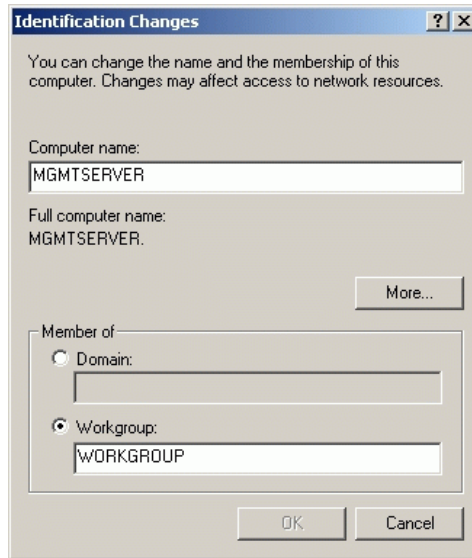 Identification Changes
You can change the name and the membership of this
computer. Changes may affect access to network resources.
Computer name:
MGMTSERVER
Full computer name:
MGMTSERVER.
More...
Member of
Domain:
Workgroup:
WORKGROUP
OK
Cancel